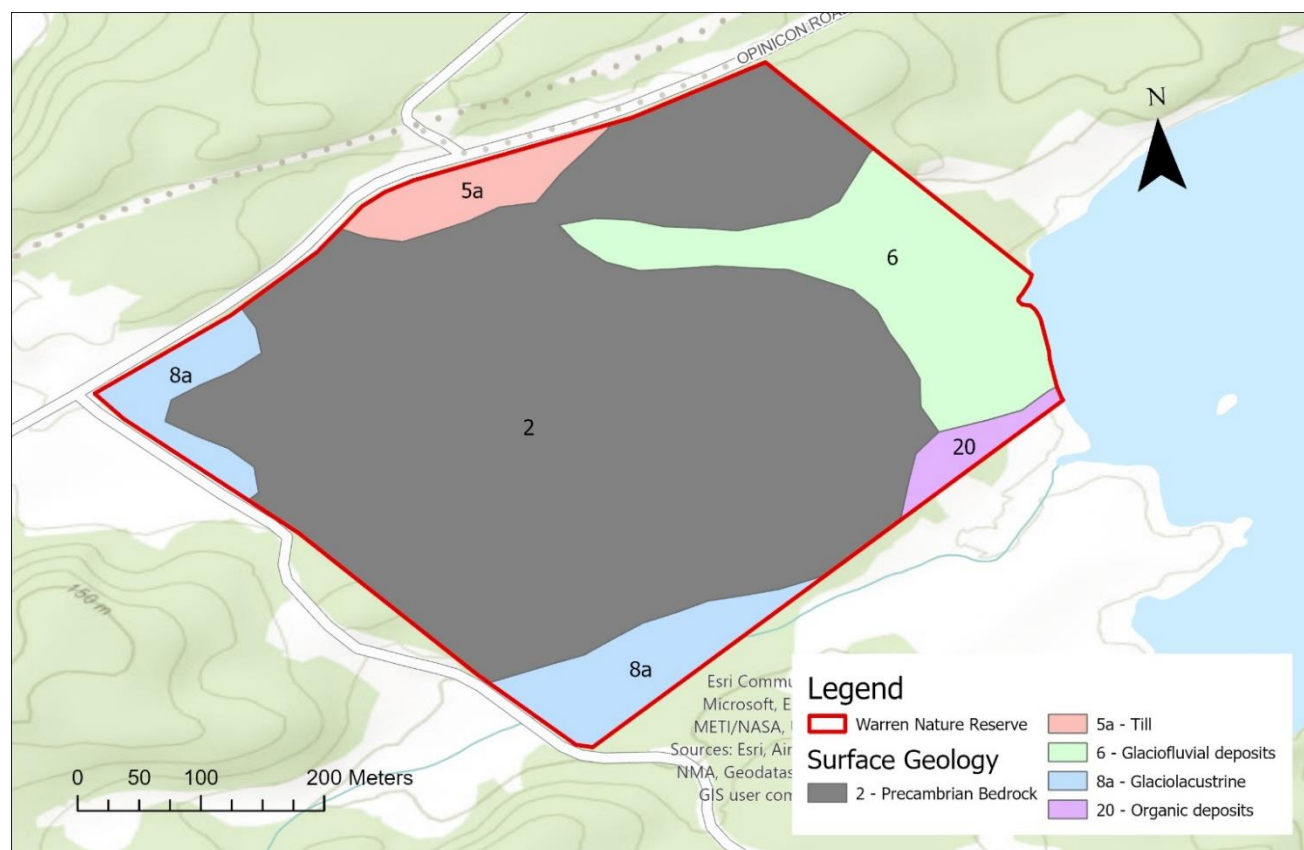 OPINICON ROA
N
5a
6
8a
2
20
150 m
8a
Esri Commu
Microsoft, E
METI/NASA,
Sources: Esri, Air
NMA, Geodatas
GIS user com
0 50 100 200 Meters
Legend
Warren Nature Reserve
Surface Geology
2 - Precambrian Bedrock
5a - Till
6 - Glaciofluvial deposits
8a - Glaciolacustrine
20 - Organic deposits